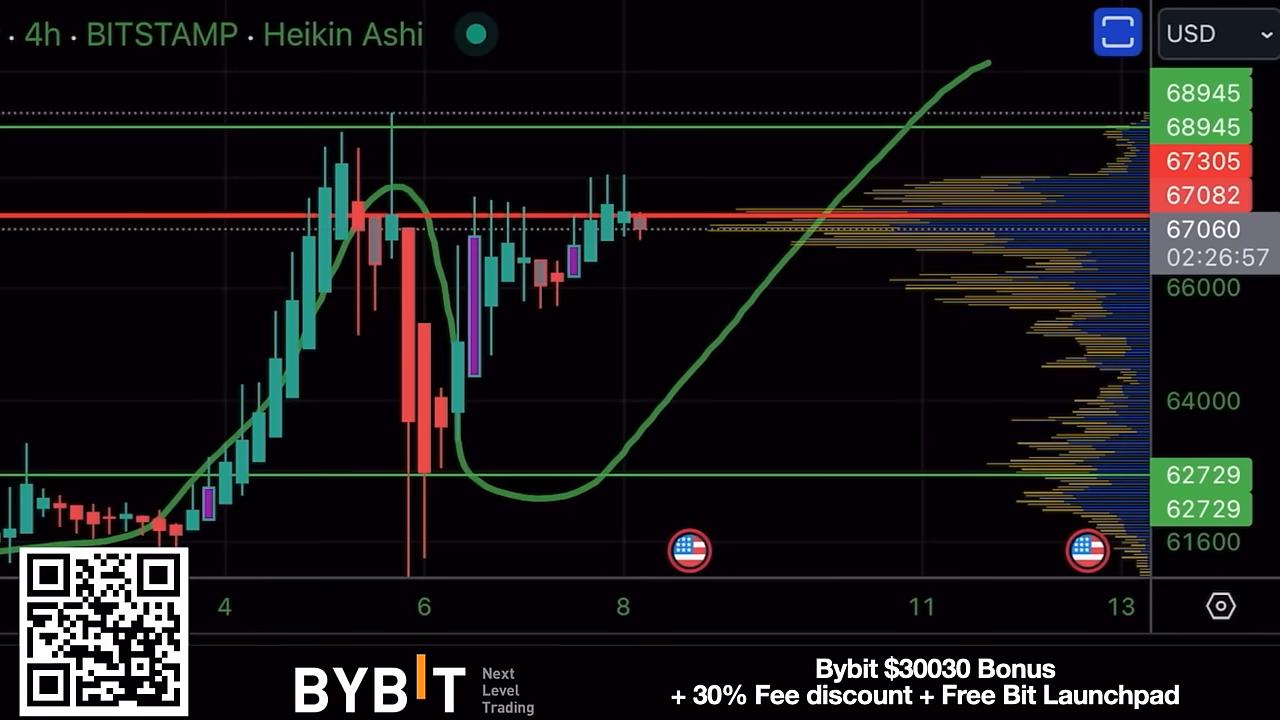 · 4h · BITSTAMP · Heikin Ashi
USD
68945
68945
67305
67082
67060
02:26:57
66000
64000
62729
62729
61600
4 6 8 11 13
BYBIT
Next
Level
Trading
Bybit $30030 Bonus
+ 30% Fee discount + Free Bit Launchpad